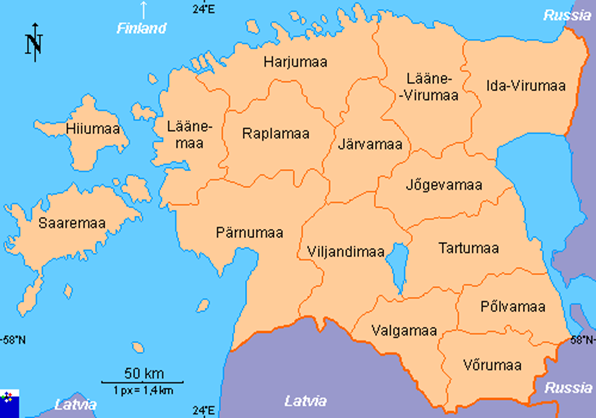 24°E
Russia
Finland
N
Harjumaa
Lääne-
-Virumaa
Ida-Virumaa
Hiiumaa
Lääne-
maa
Raplamaa
Järvamaa
Jõgevamaa
Saaremaa
Pärnumaa
Viljandimaa
Tartumaa
Põlvamaa
58°N
58°N
Valgamaa
Võrumaa
50 km
1 px = 1,4 km
Latvia
24°E
Latvia
Russia